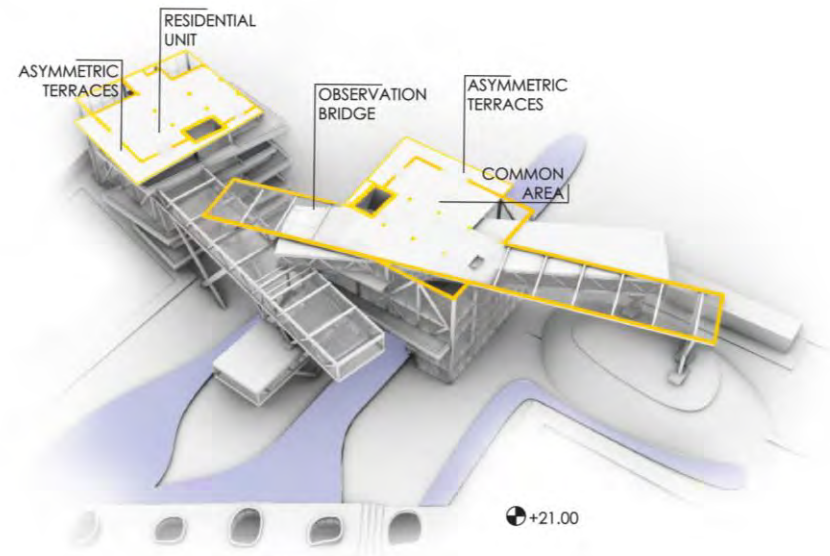 RESIDENTIAL
UNIT
ASYMMETRIC
TERRACES
OBSERVATION
BRIDGE
ASYMMETRIC
TERRACES
COMMON
AREA
+21.00